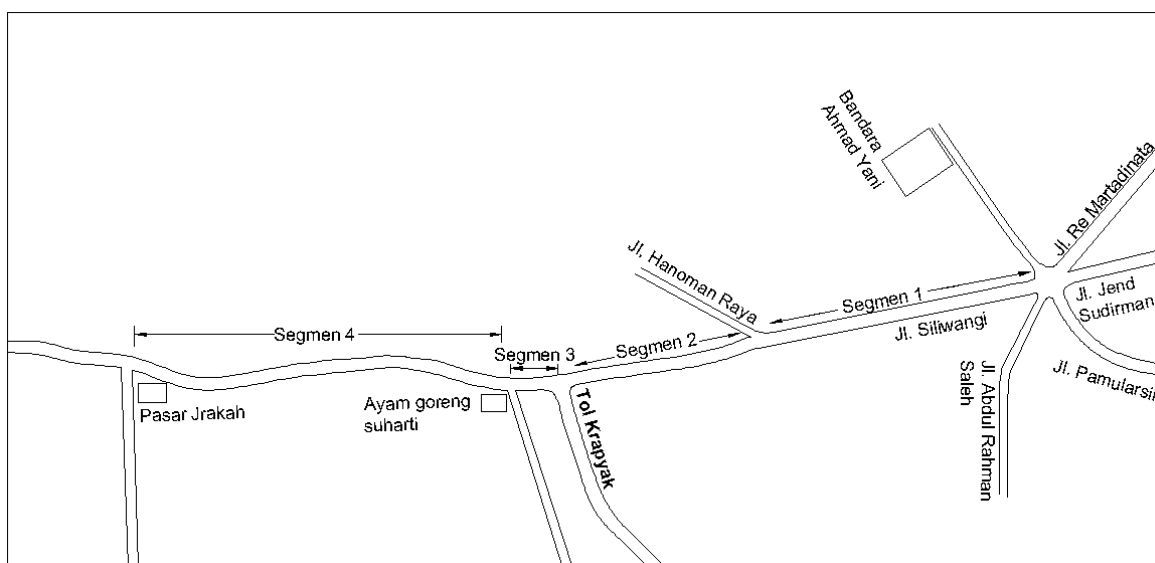 Bandara
Ahmad Yani
Jl. Re Martadinata
Jl. Hanoman Raya
Segmen 1
Jl. Jend
Sudirman
Jl. Siliwangi
Segmen 4
Segmen 3
Segmen 2
Jl. Abdul Rahman
Saleh
Jl. Pamularsih
Pasar Jrakah
Ayam goreng
suharti
Tol Krapyak